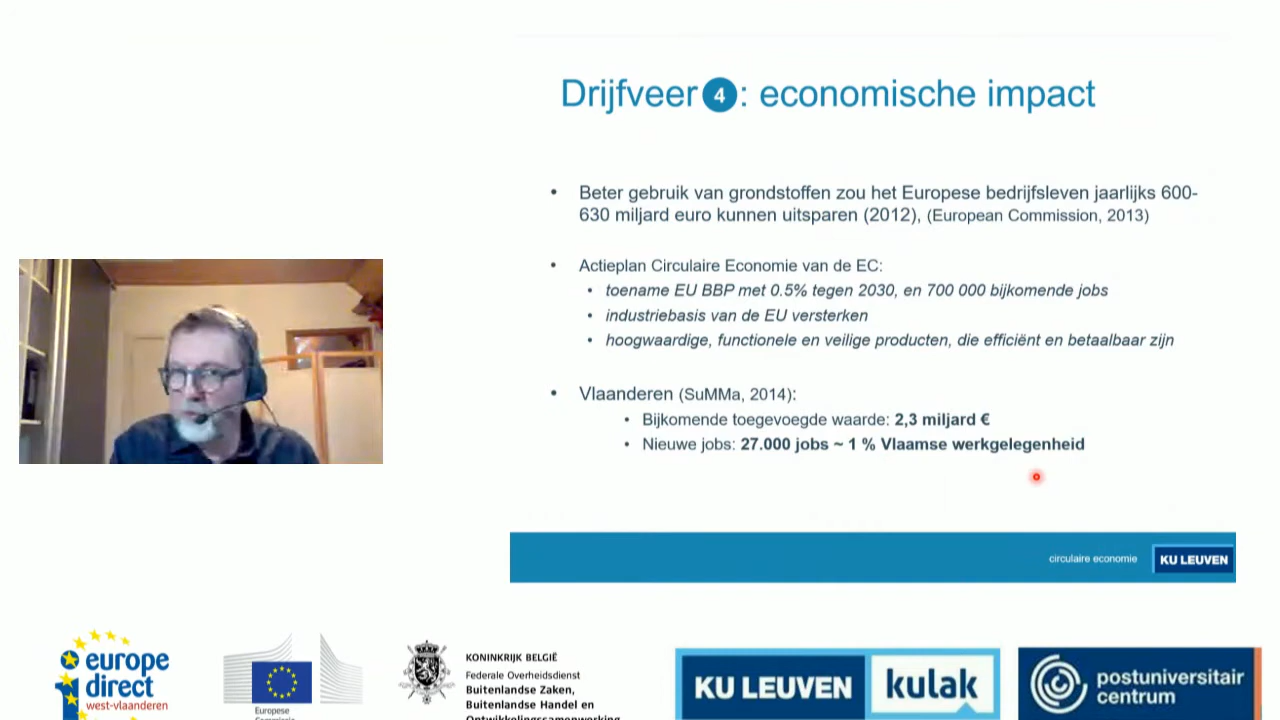 Drijfveer 4: economische impact
• Beter gebruik van grondstoffen zou het Europese bedrijfsleven jaarlijks 600-
630 miljard euro kunnen uitsparen (2012), (European Commission, 2013)
• Actieplan Circulaire Economie van de EC:
• toename EU BBP met 0.5% tegen 2030, en 700 000 bijkomende jobs
• industriebasis van de EU versterken
• hoogwaardige, functionele en veilige producten, die efficiënt en betaalbaar zijn
• Vlaanderen (SuMMa, 2014):
• Bijkomende toegevoegde waarde: 2,3 miljard €
• Nieuwe jobs: 27.000 jobs ~ 1 % Vlaamse werkgelegenheid
circulaire economie
KU LEUVEN
europe
direct
west-vlaanderen
Europese
Commissie
KONINKRIJK BELGIË
Federale Overheidsdienst
Buitenlandse Zaken,
Buitenlandse Handel en
Ontwikkelingssamenwerking
KU LEUVEN
kulak
postuniversitair
centrum